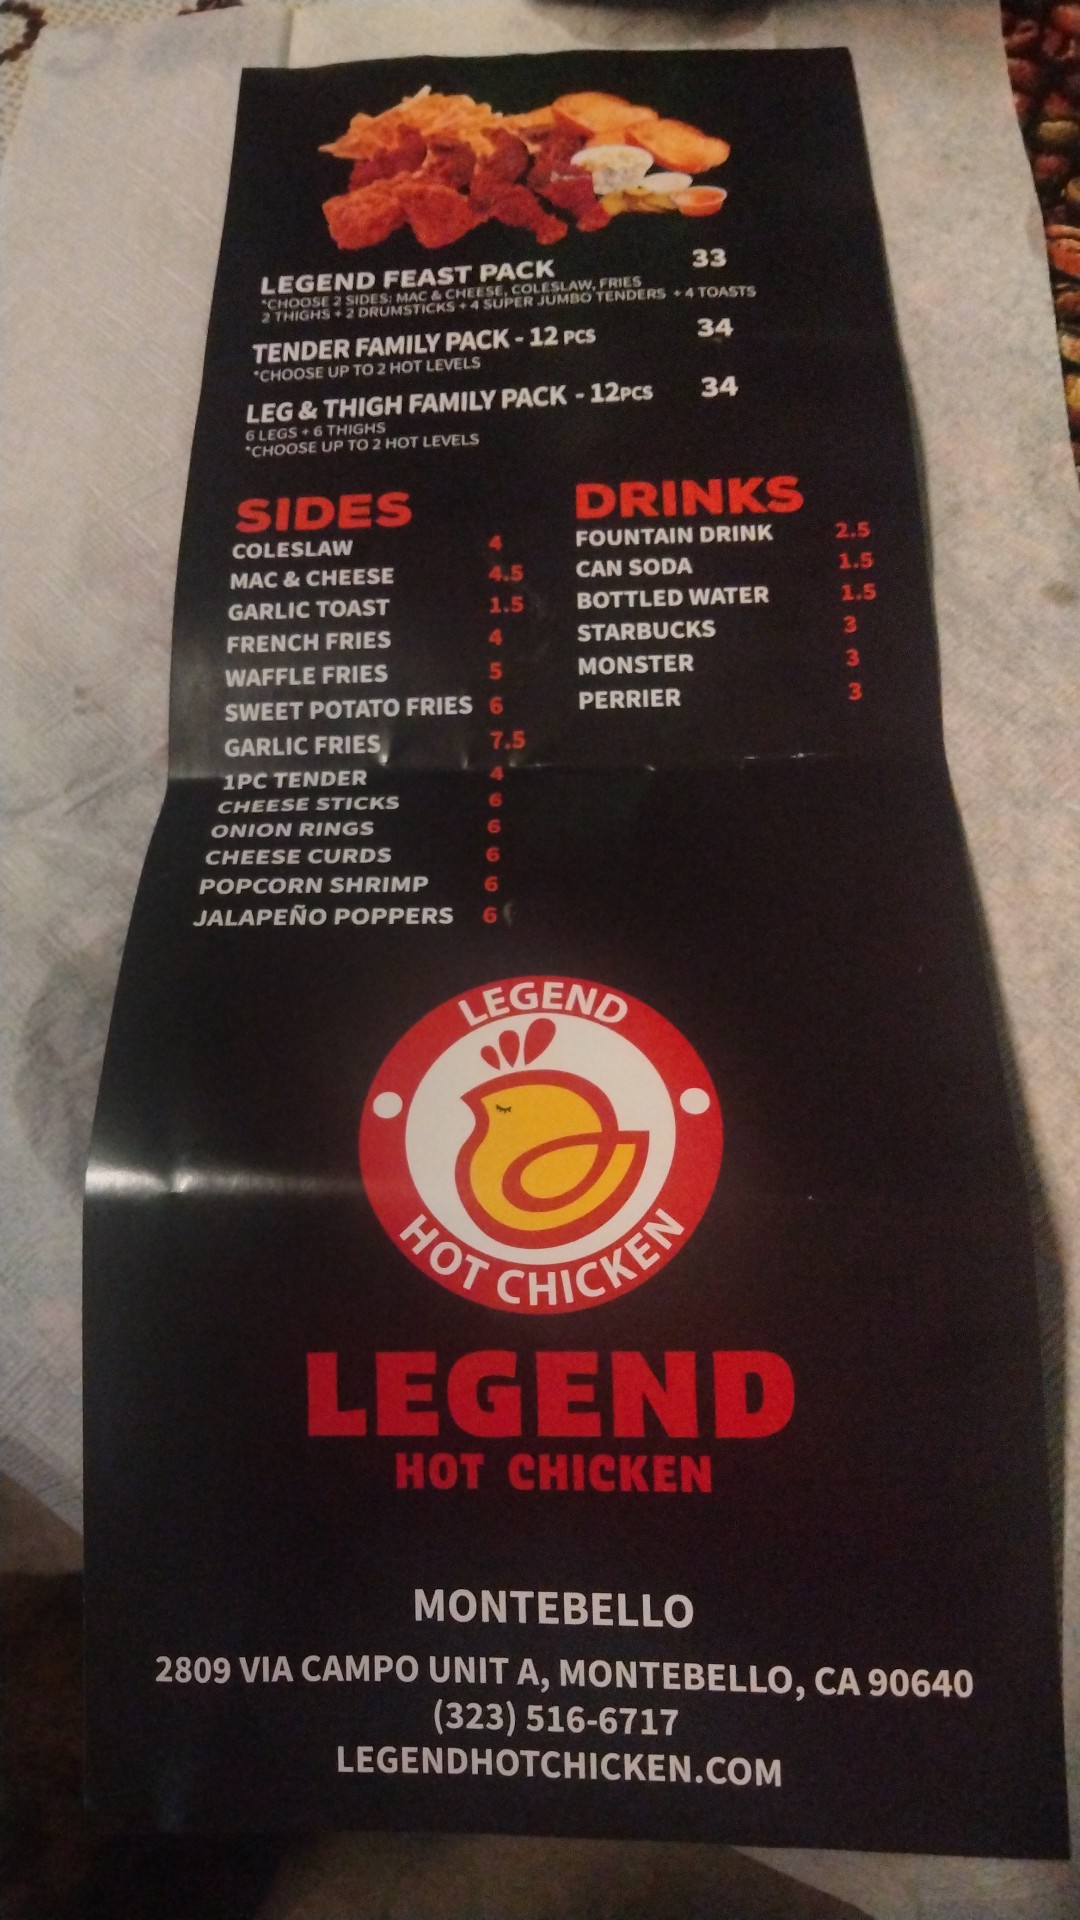 LEGEND FEAST PACK 33
*CHOOSE 2 SIDES: MAC & CHEESE, COLESLAW, FRIES
2 THIGHS + 2 DRUMSTICKS + 4 SUPER JUMBO TENDERS + 4 TOASTS
TENDER FAMILY PACK - 12 PCS 34
*CHOOSE UP TO 2 HOT LEVELS
LEG & THIGH FAMILY PACK - 12PCS 34
6 LEGS + 6 THIGHS
*CHOOSE UP TO 2 HOT LEVELS
SIDES
COLESLAW 4
MAC & CHEESE 4.5
GARLIC TOAST 1.5
FRENCH FRIES 4
WAFFLE FRIES 5
SWEET POTATO FRIES 6
GARLIC FRIES 7.5
1PC TENDER 4
CHEESE STICKS 6
ONION RINGS 6
CHEESE CURDS 6
POPCORN SHRIMP 6
JALAPEÑO POPPERS 6
DRINKS
FOUNTAIN DRINK 2.5
CAN SODA 1.5
BOTTLED WATER 1.5
STARBUCKS 3
MONSTER 3
PERRIER 3
LEGEND
HOT CHICKEN
LEGEND
HOT CHICKEN
MONTEBELLO
2809 VIA CAMPO UNIT A, MONTEBELLO, CA 90640
(323) 516-6717
LEGENDHOTCHICKEN.COM